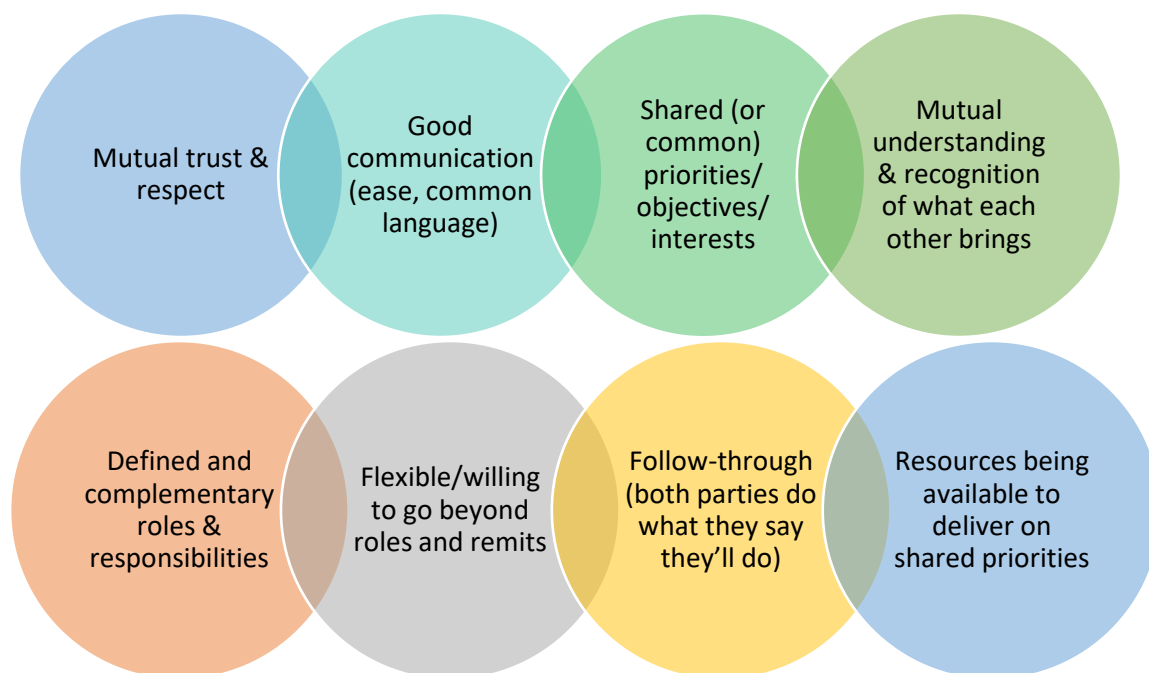 Mutual trust &
respect
Good
communication
(ease, common
language)
Shared (or
common)
priorities/
objectives/
interests
Mutual
understanding
& recognition
of what each
other brings
Defined and
complementary
roles &
responsibilities
Flexible/willing
to go beyond
roles and remits
Follow-through
(both parties do
what they say
they’ll do)
Resources being
available to
deliver on
shared priorities